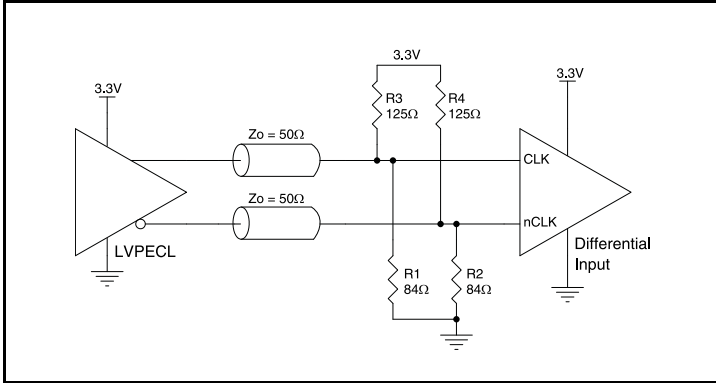 3.3V
3.3V
3.3V
R3
125Ω
R4
125Ω
Zo = 50Ω
CLK
Zo = 50Ω
nCLK
LVPECL
Differential
Input
R1
84Ω
R2
84Ω